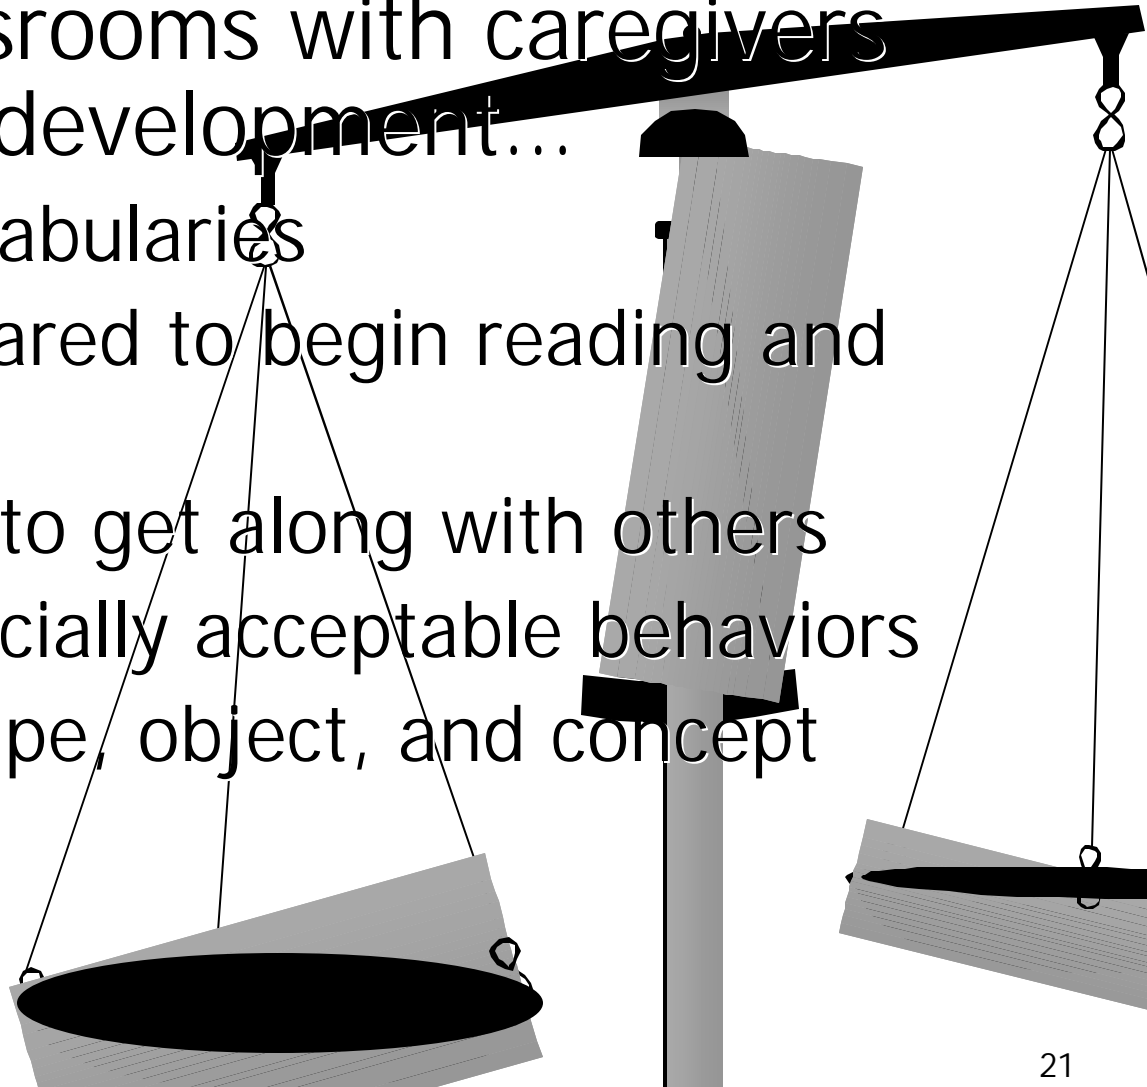 srooms with caregivers
development...
abularies
ared to begin reading and
to get along with others
cially acceptable behaviors
pe, object, and concept
21